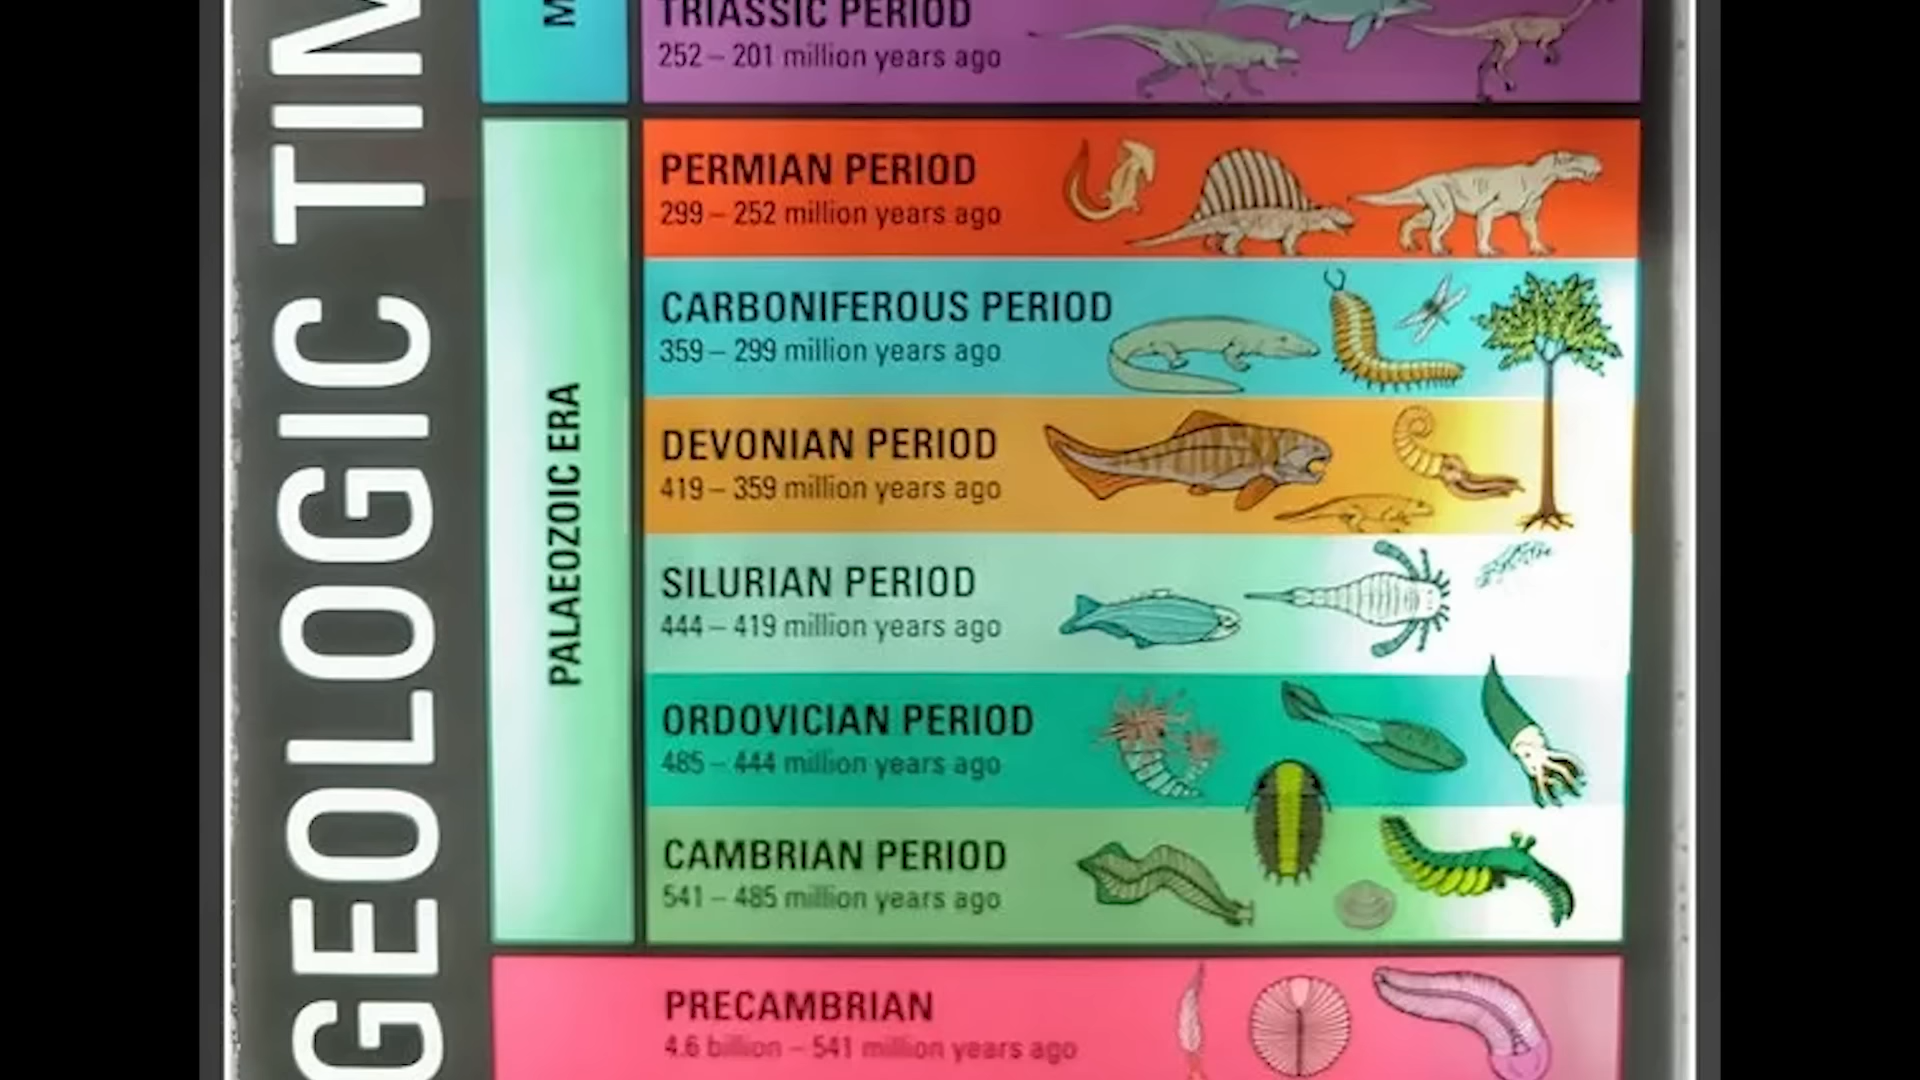 GEOLOGIC TIM
M
TRIASSIC PERIOD
252 – 201 million years ago
PALAEOZOIC ERA
PERMIAN PERIOD
299 – 252 million years ago
CARBONIFEROUS PERIOD
359 – 299 million years ago
DEVONIAN PERIOD
419 – 359 million years ago
SILURIAN PERIOD
444 – 419 million years ago
ORDOVICIAN PERIOD
485 – 444 million years ago
CAMBRIAN PERIOD
541 – 485 million years ago
PRECAMBRIAN
4.6 billion – 541 million years ago